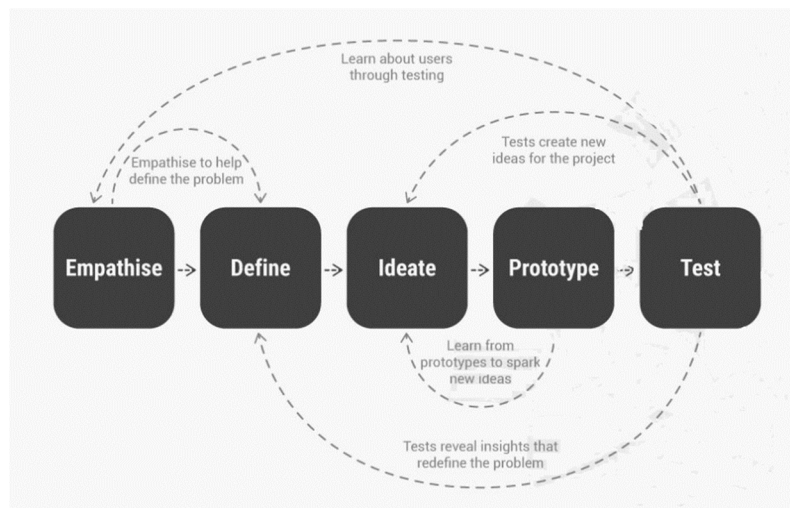 Learn about users
through testing
Tests create new
ideas for the project
Empathise to help
define the problem
Empathise
Define
Ideate
Prototype
Test
Learn from
prototypes to spark
new ideas
Tests reveal insights that
redefine the problem